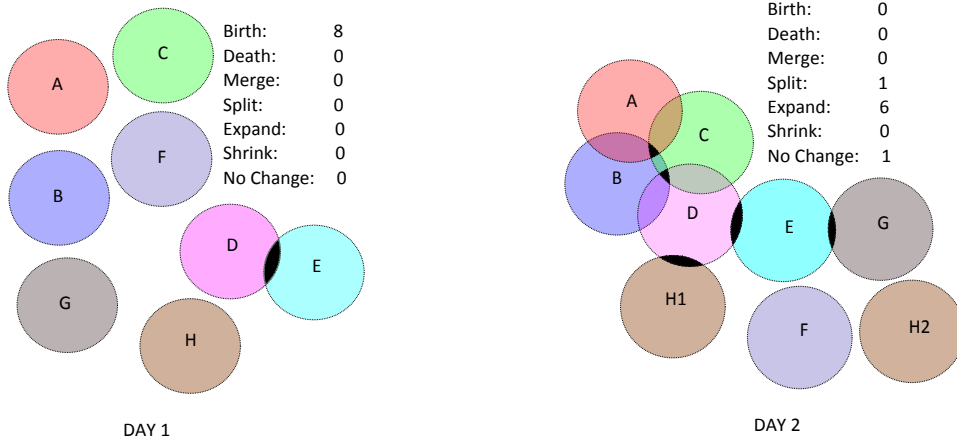 Birth: 8
Death: 0
Merge: 0
Split: 0
Expand: 0
Shrink: 0
No Change: 0
C
A
F
B
D
E
G
H
DAY 1
Birth: 0
Death: 0
Merge: 0
Split: 1
Expand: 6
Shrink: 0
No Change: 1
A
C
B
D
E
G
H1
F
H2
DAY 2